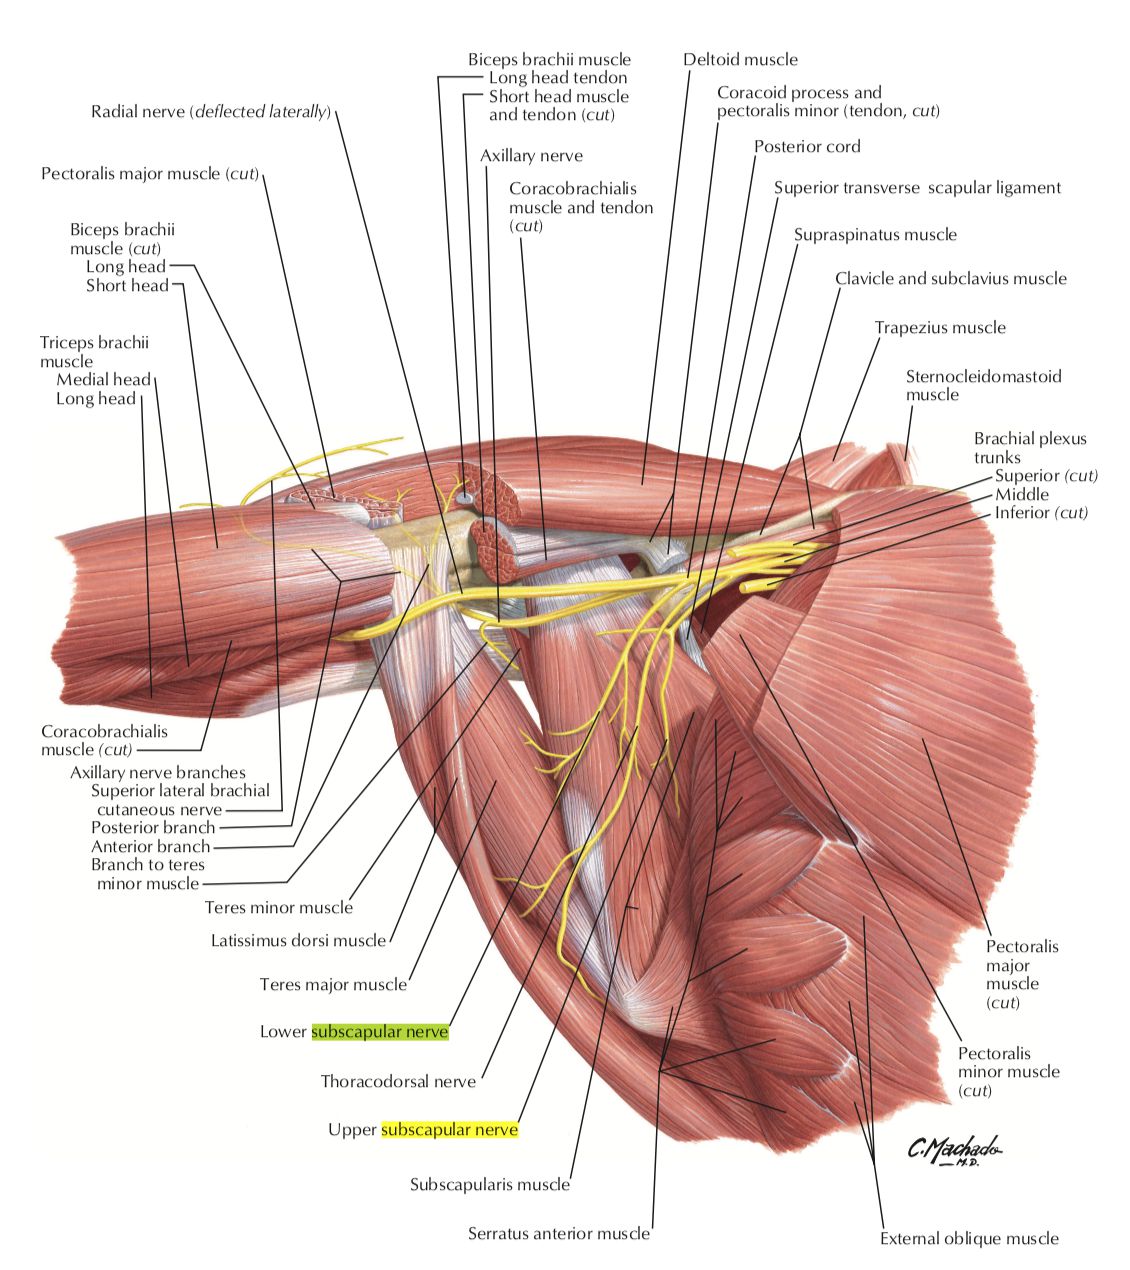 Biceps brachii muscle
Long head tendon
Short head muscle
and tendon (cut)
Deltoid muscle
Coracoid process and
pectoralis minor (tendon, cut)
Radial nerve (deflected laterally)
Posterior cord
Axillary nerve
Pectoralis major muscle (cut)
Coracobrachialis
muscle and tendon
(cut)
Superior transverse scapular ligament
Biceps brachii
muscle (cut)
Long head
Short head
Supraspinatus muscle
Clavicle and subclavius muscle
Trapezius muscle
Triceps brachii
muscle
Medial head
Long head
Sternocleidomastoid
muscle
Brachial plexus
trunks
Superior (cut)
Middle
Inferior (cut)
Coracobrachialis
muscle (cut)
Axillary nerve branches
Superior lateral brachial
cutaneous nerve
Posterior branch
Anterior branch
Branch to teres
minor muscle
Teres minor muscle
Latissimus dorsi muscle
Teres major muscle
Lower subscapular nerve
Thoracodorsal nerve
Upper subscapular nerve
Subscapularis muscle
Serratus anterior muscle
Pectoralis
major
muscle
(cut)
Pectoralis
minor muscle
(cut)
C. Machado
M.D.
External oblique muscle